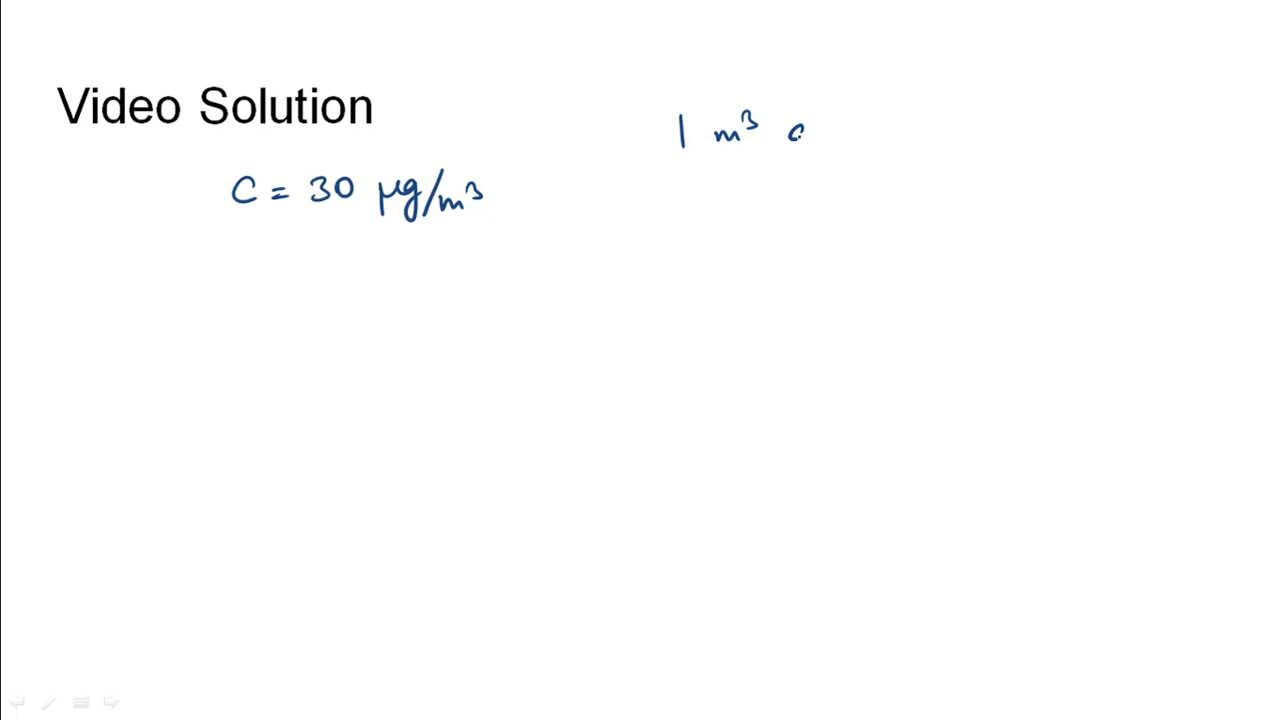 Video Solution
1 m³
C = 30 μg/m³